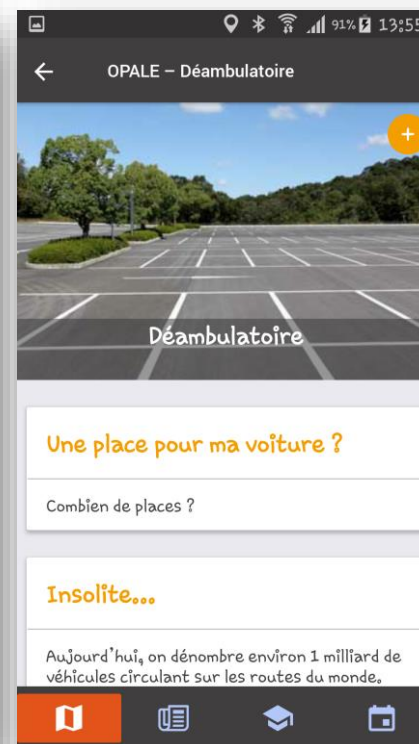 91% 13:55
OPALE – Déambulatoire
+
Déambulatoire
Une place pour ma voiture ?
Combien de places ?
Insolite...
Aujourd'hui, on dénombre environ 1 milliard de
véhicules circulant sur les routes du monde.